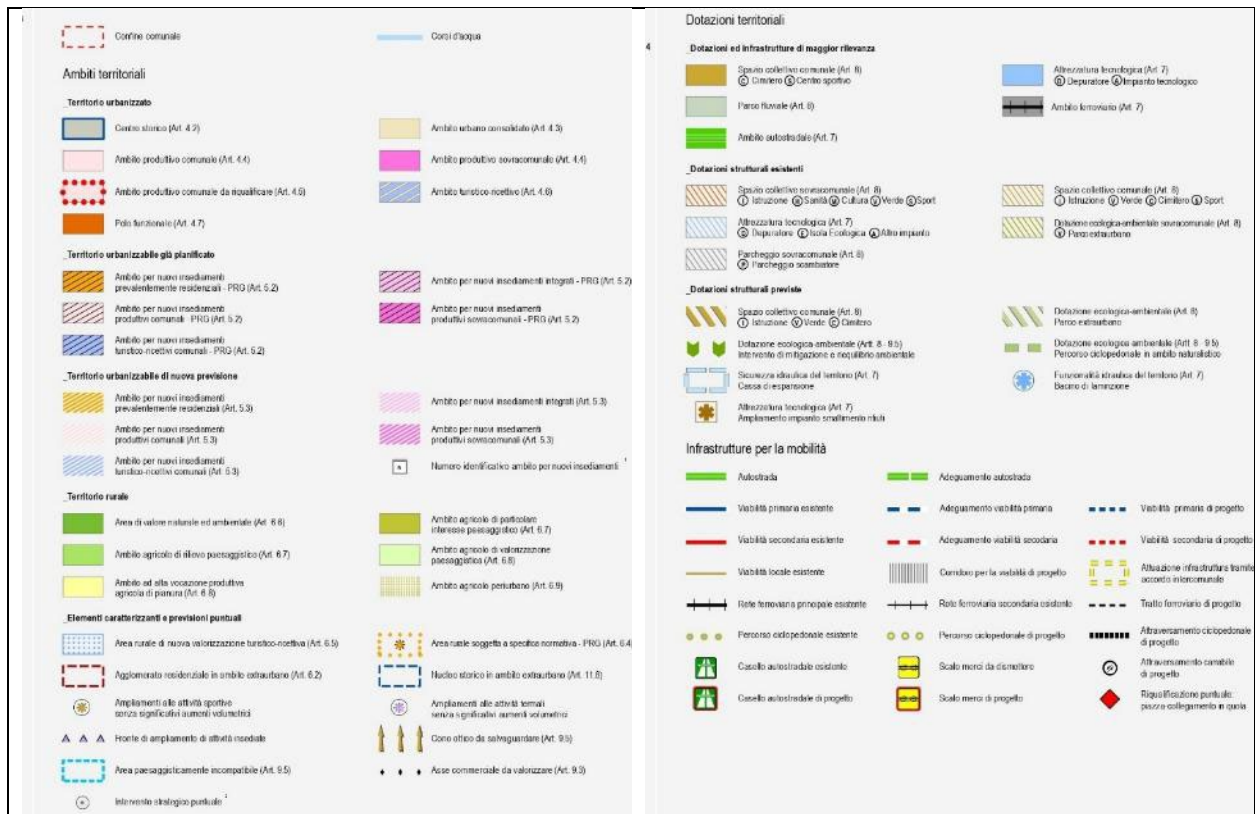 Confine comunale
Corsi d'acqua
Ambiti territoriali
_Territorio urbanizzato
Centro storico (Art. 4.2)
Ambito urbano consolidato (Art. 4.3)
Ambito produttivo comunale (Art. 4.4)
Ambito produttivo sovracomunale (Art. 4.4)
Ambito produttivo comunale da riqualificare (Art. 4.5)
Ambito turistico-ricettivo (Art. 4.6)
Polo funzionale (Art. 4.7)
_Territorio urbanizzabile già planificato
Ambito per nuovi insediamenti
prevalentemente residenziali - PRG (Art. 5.2)
Ambito per nuovi insediamenti integrati - PRG (Art. 5.2)
Ambito per nuovi insediamenti
produttivi comunali - PRG (Art. 5.2)
Ambito per nuovi insediamenti
produttivi sovracomunali - PRG (Art. 5.2)
Ambito per nuovi insediamenti
turistico-ricettivi comunali - PRG (Art. 5.2)
_Territorio urbanizzabile di nuova previsione
Ambito per nuovi insediamenti
prevalentemente residenziali (Art. 5.3)
Ambito per nuovi insediamenti integrati (Art. 5.3)
Ambito per nuovi insediamenti
produttivi comunali (Art. 5.3)
Ambito per nuovi insediamenti
produttivi sovracomunali (Art. 5.3)
Ambito per nuovi insediamenti
turistico-ricettivi comunali (Art. 5.3)
Numero identificativo ambito per nuovi insediamenti 1
_Territorio rurale
Area di valore naturale ed ambientale (Art. 6.6)
Ambito agricolo di particolare
interesse paesaggistico (Art. 6.7)
Ambito agricolo di rilievo paesaggistico (Art. 6.7)
Ambito agricolo di valorizzazione
paesaggistica (Art. 6.8)
Ambito ad alta vocazione produttiva
agricola di pianura (Art. 6.8)
Ambito agricolo periurbano (Art. 6.9)
_Elementi caratterizzanti e previsioni puntuali
Area rurale di nuova valorizzazione turistico-ricettiva (Art. 6.5)
Area rurale soggetta a specifica normativa - PRG (Art. 6.4)
Agglomerato residenziale in ambito extraurbano (Art. 6.2)
Nucleo storico in ambito extraurbano (Art. 11.8)
Ampliamenti alle attività sportive
senza significativi aumenti volumetrici
Ampliamenti alle attività termali
senza significativi aumenti volumetrici
Fronte di ampliamento di attività insediate
Cono ottico da salvaguardare (Art. 9.5)
Area paesaggisticamente incompatibile (Art. 9.5)
Asse commerciale da valorizzare (Art. 9.3)
Intervento strategico puntuale 2
Dotazioni territoriali
4
_Dotazioni ed infrastrutture di maggior rilevanza
Spazio collettivo comunale (Art. 8)
C Cimitero S Centro sportivo
Attrezzatura tecnologica (Art. 7)
D Depuratore A Impianto tecnologico
Parco fluviale (Art. 8)
Ambito ferroviario (Art. 7)
Ambito autostradale (Art. 7)
_Dotazioni strutturali esistenti
Spazio collettivo sovracomunale (Art. 8)
I Istruzione Sanità Cultura V Verde S Sport
Spazio collettivo comunale (Art. 8)
I Istruzione V Verde C Cimitero S Sport
Attrezzatura tecnologica (Art. 7)
D Depuratore E Isola Ecologica A Altro impianto
Dotazione ecologica-ambientale sovracomunale (Art. 8)
V Parco extraurbano
Parcheggio sovracomunale (Art. 8)
P Parcheggio scambiatore
_Dotazioni strutturali previste
Spazio collettivo comunale (Art. 8)
I Istruzione V Verde C Cimitero
Dotazione ecologica-ambientale (Art. 8)
Parco extraurbano
Dotazione ecologica-ambientale (Artt. 8 - 9.5)
Intervento di mitigazione e riequilibrio ambientale
Dotazione ecologica ambientale (Artt. 8 - 9.5)
Percorso ciclopedonale in ambito naturalistico
Sicurezza idraulica del territorio (Art. 7)
Cassa di espansione
Funzionalità idraulica del territorio (Art. 7)
Bacino di laminazione
Attrezzatura tecnologica (Art. 7)
Ampliamento impianto smaltimento rifiuti
Infrastrutture per la mobilità
Autostrada
Adeguamento autostrada
Viabilità primaria esistente
Adeguamento viabilità primaria
Viabilità primaria di progetto
Viabilità secondaria esistente
Adeguamento viabilità secodaria
Viabilità secondaria di progetto
Viabilità locale esistente
Corridoio per la viabilità di progetto
Attuazione infrastruttura tramite
accordo intercomunale
Rete ferroviaria principale esistente
Rete ferroviaria secondaria esistente
Tratto ferroviario di progetto
Percorso ciclopedonale esistente
Percorso ciclopedonale di progetto
Attraversamento ciclopedonale
di progetto
Casello autostradale esistente
Scalo merci da dismettere
Attraversamento carrabile
di progetto
Casello autostradale di progetto
Scalo merci di progetto
Riqualificazione puntuale:
piazza collegamento in quota